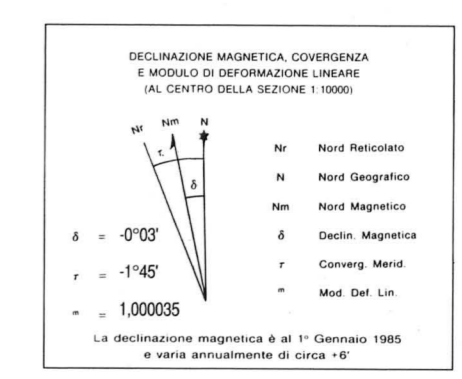 DECLINAZIONE MAGNETICA, COVERGENZA
E MODULO DI DEFORMAZIONE LINEARE
(AL CENTRO DELLA SEZIONE 1:10000)
Nr Nm N
τ.
δ
Nr Nord Reticolato
N Nord Geografico
Nm Nord Magnetico
δ Declin. Magnetica
τ Converg. Merid.
m Mod. Def. Lin.
δ = -0°03'
τ = -1°45'
m = 1,000035
La declinazione magnetica è al 1° Gennaio 1985
e varia annualmente di circa +6'